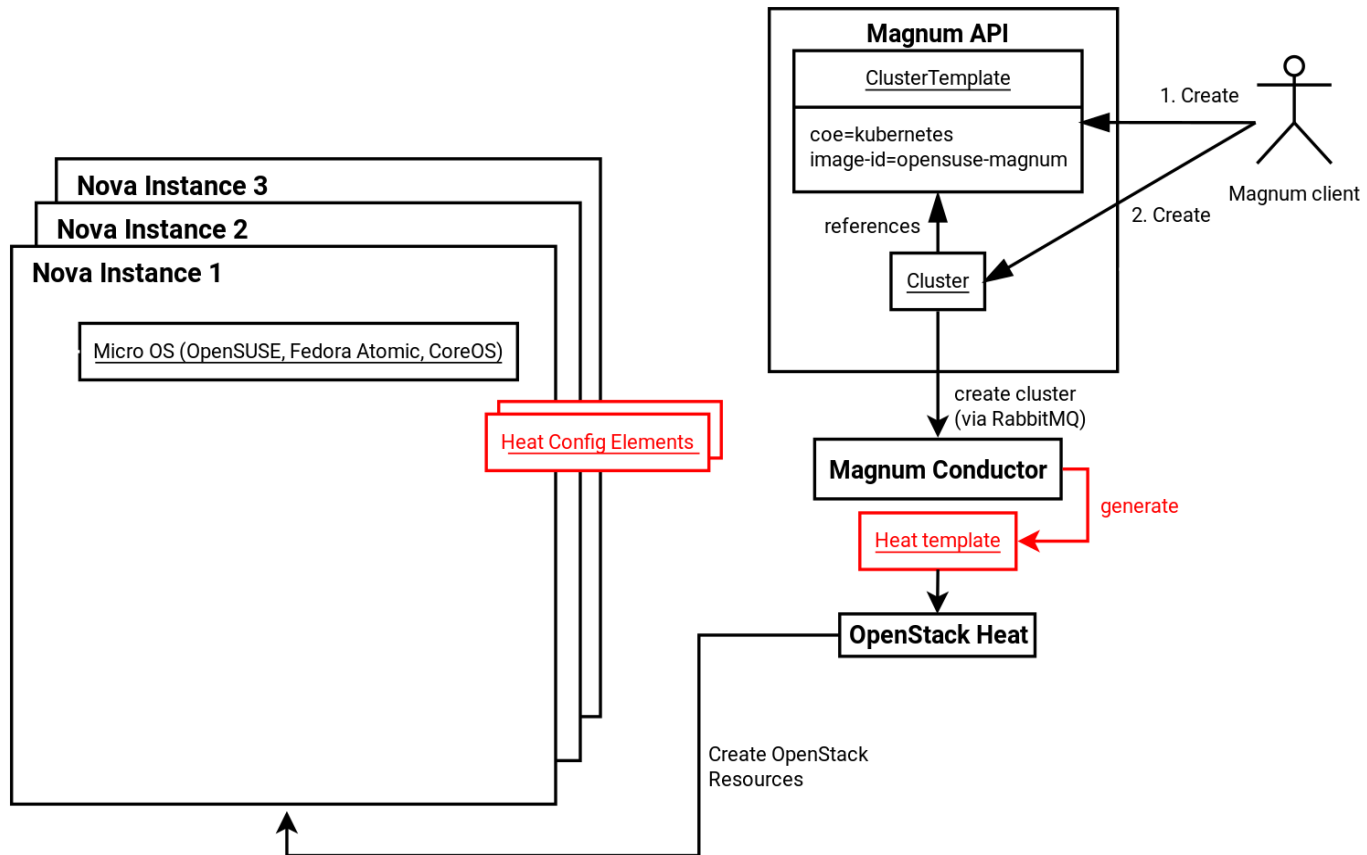 Magnum API
ClusterTemplate
coe=kubernetes
image-id=opensuse-magnum
1. Create
Magnum client
2. Create
references
Cluster
create cluster
(via RabbitMQ)
Magnum Conductor
generate
Heat template
OpenStack Heat
Create OpenStack
Resources
Nova Instance 3
Nova Instance 2
Nova Instance 1
Micro OS (OpenSUSE, Fedora Atomic, CoreOS)
Heat Config Elements